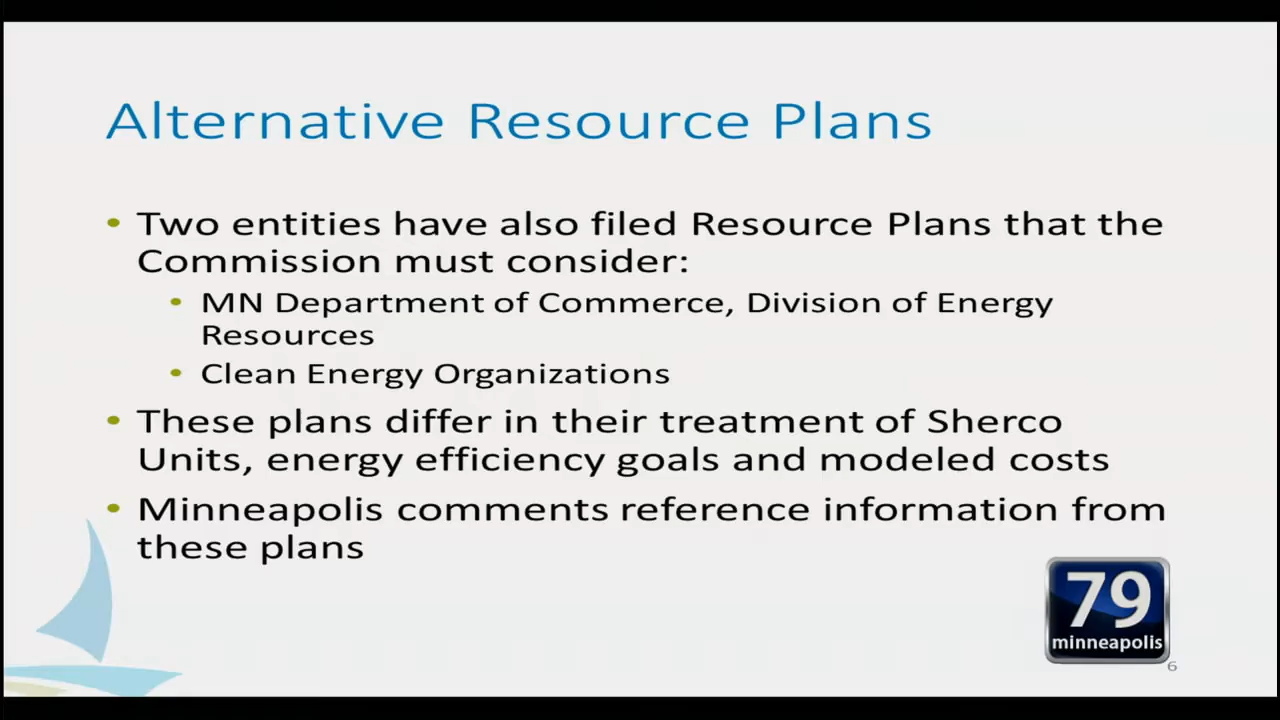 Alternative Resource Plans
• Two entities have also filed Resource Plans that the
Commission must consider:
• MN Department of Commerce, Division of Energy
Resources
• Clean Energy Organizations
• These plans differ in their treatment of Sherco
Units, energy efficiency goals and modeled costs
• Minneapolis comments reference information from
these plans
79
minneapolis
6